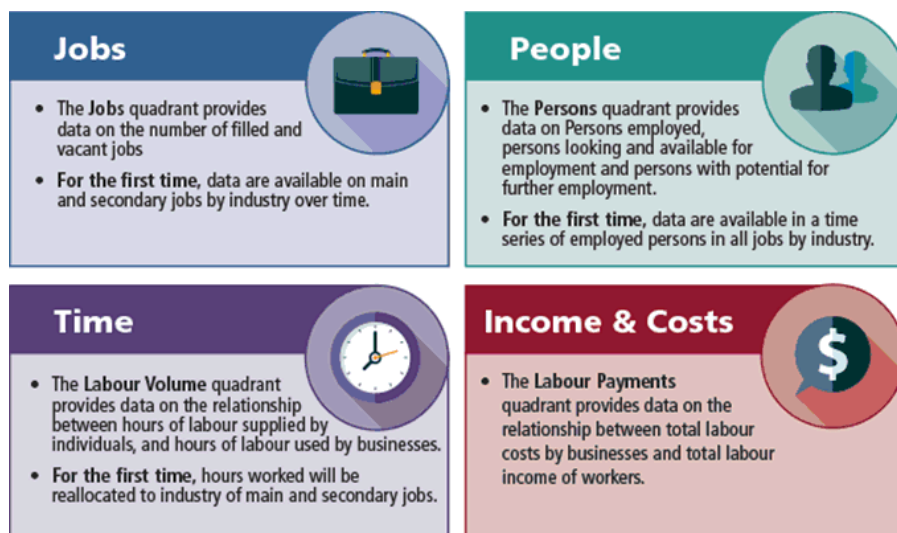 Jobs
• The Jobs quadrant provides
data on the number of filled and
vacant jobs
• For the first time, data are available on main
and secondary jobs by industry over time.
People
• The Persons quadrant provides
data on Persons employed,
persons looking and available for
employment and persons with potential for
further employment.
• For the first time, data are available in a time
series of employed persons in all jobs by industry.
Time
• The Labour Volume quadrant
provides data on the relationship
between hours of labour supplied by
individuals, and hours of labour used by businesses.
• For the first time, hours worked will be
reallocated to industry of main and secondary jobs.
Income & Costs
$
• The Labour Payments
quadrant provides data on the
relationship between total labour
costs by businesses and total labour
income of workers.